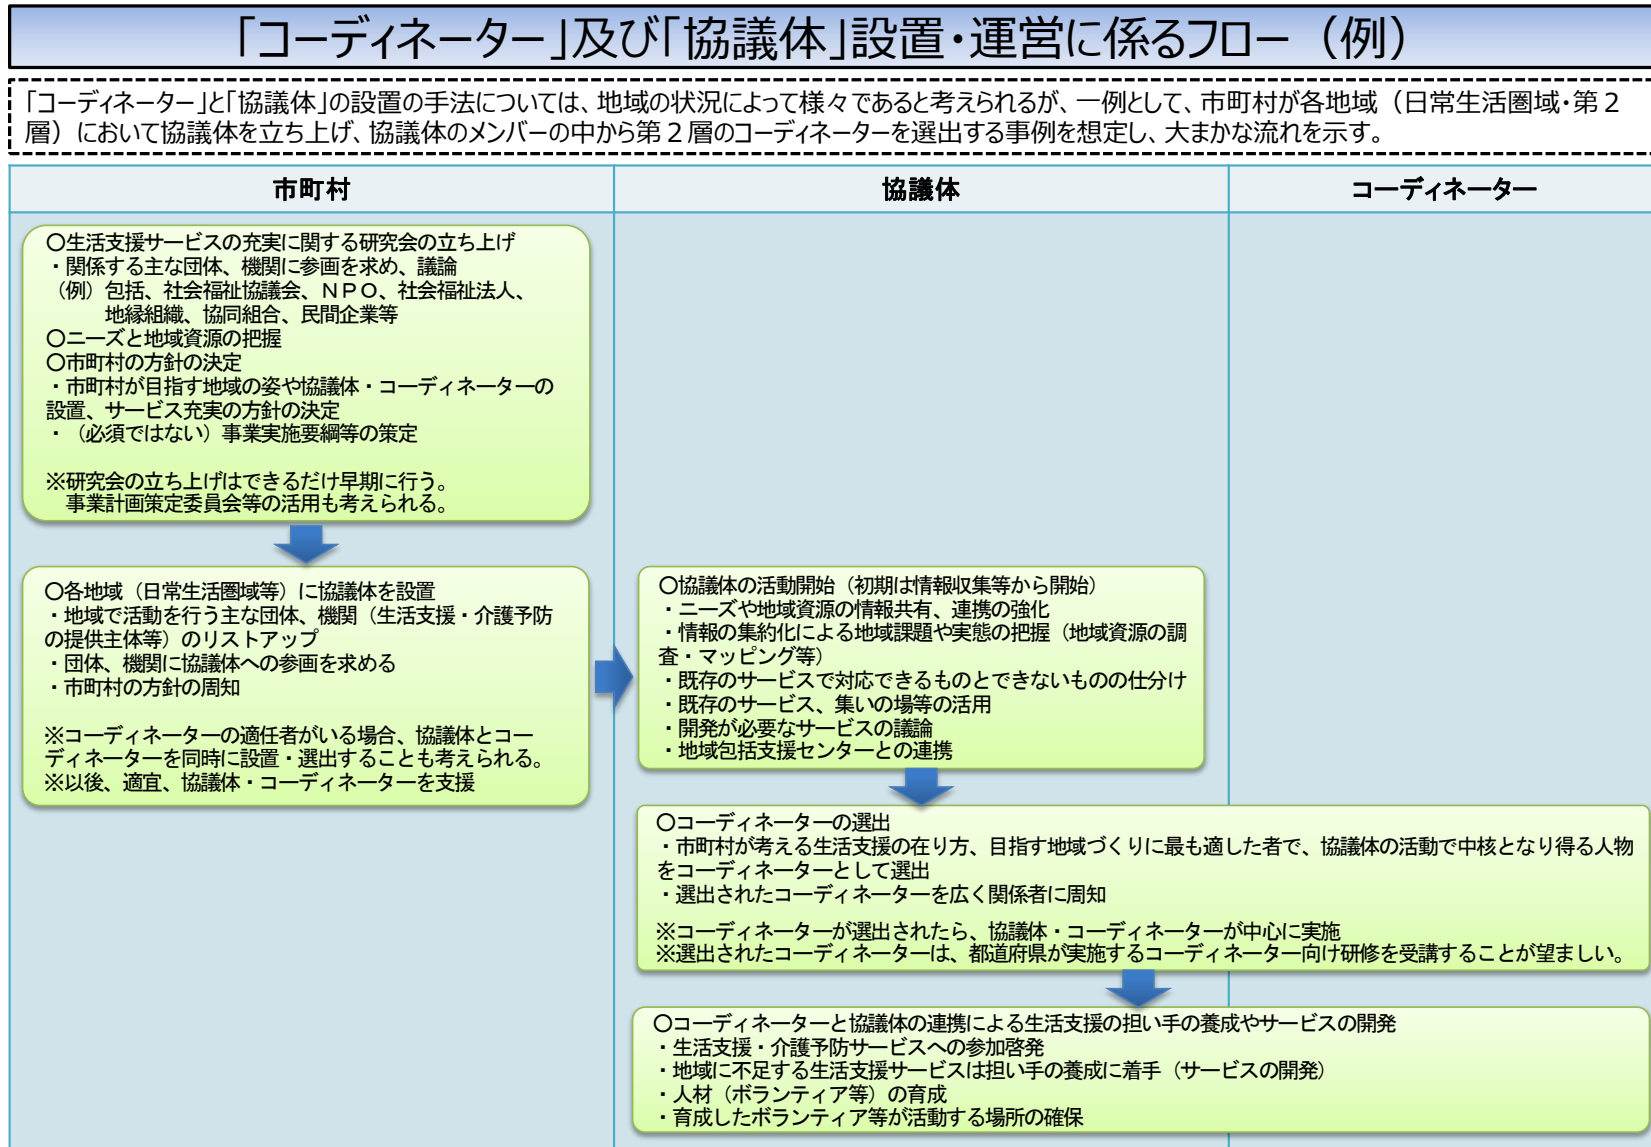 「コーディネーター」及び「協議体」設置・運営に係るフロー（例）
「コーディネーター」と「協議体」の設置の手法については、地域の状況によって様々であると考えられるが、一例として、市町村が各地域（日常生活圏域・第２
層）において協議体を立ち上げ、協議体のメンバーの中から第２層のコーディネーターを選出する事例を想定し、大まかな流れを示す。
市町村
協議体
コーディネーター
〇生活支援サービスの充実に関する研究会の立ち上げ
・関係する主な団体、機関に参画を求め、議論
（例）包括、社会福祉協議会、ＮＰＯ、社会福祉法人、
地縁組織、協同組合、民間企業等
〇ニーズと地域資源の把握
〇市町村の方針の決定
・市町村が目指す地域の姿や協議体・コーディネーターの
設置、サービス充実の方針の決定
・（必須ではない）事業実施要綱等の策定
※研究会の立ち上げはできるだけ早期に行う。
事業計画策定委員会等の活用も考えられる。
〇各地域（日常生活圏域等）に協議体を設置
・地域で活動を行う主な団体、機関（生活支援・介護予防
の提供主体等）のリストアップ
・団体、機関に協議体への参画を求める
・市町村の方針の周知
※コーディネーターの適任者がいる場合、協議体とコー
ディネーターを同時に設置・選出することも考えられる。
※以後、適宜、協議体・コーディネーターを支援
〇協議体の活動開始（初期は情報収集等から開始）
・ニーズや地域資源の情報共有、連携の強化
・情報の集約化による地域課題や実態の把握（地域資源の調
査・マッピング等）
・既存のサービスで対応できるものとできないものの仕分け
・既存のサービス、集いの場等の活用
・開発が必要なサービスの議論
・地域包括支援センターとの連携
〇コーディネーターの選出
・市町村が考える生活支援の在り方、目指す地域づくりに最も適した者で、協議体の活動で中核となり得る人物
をコーディネーターとして選出
・選出されたコーディネーターを広く関係者に周知
※コーディネーターが選出されたら、協議体・コーディネーターが中心に実施
※選出されたコーディネーターは、都道府県が実施するコーディネーター向け研修を受講することが望ましい。
〇コーディネーターと協議体の連携による生活支援の担い手の養成やサービスの開発
・生活支援・介護予防サービスへの参加啓発
・地域に不足する生活支援サービスは担い手の養成に着手（サービスの開発）
・人材（ボランティア等）の育成
・育成したボランティア等が活動する場所の確保